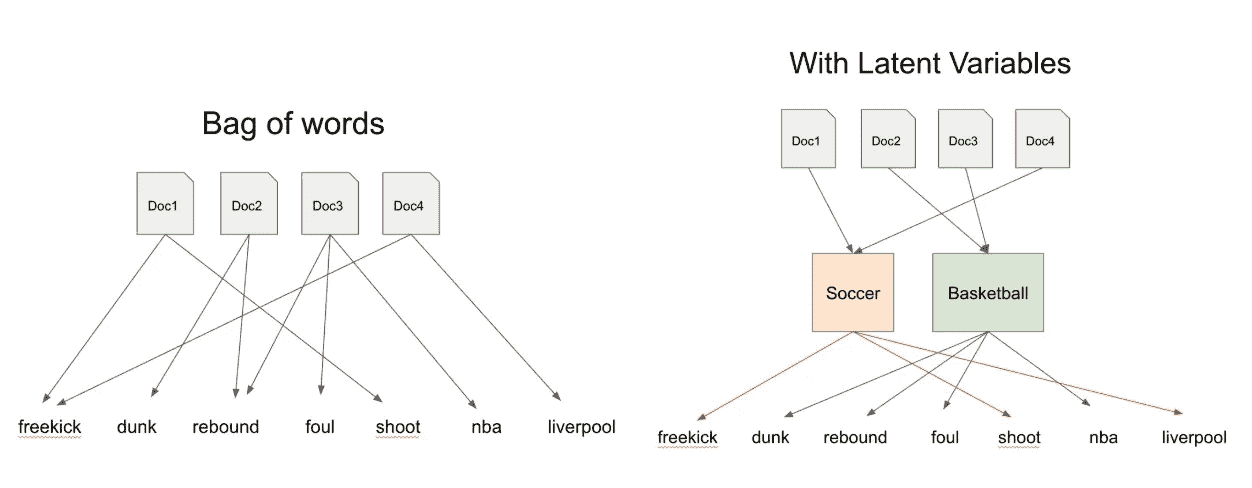 Bag of words
Doc1 Doc2 Doc3 Doc4
freekick dunk rebound foul shoot nba liverpool
With Latent Variables
Doc1 Doc2 Doc3 Doc4
Soccer Basketball
freekick dunk rebound foul shoot nba liverpool